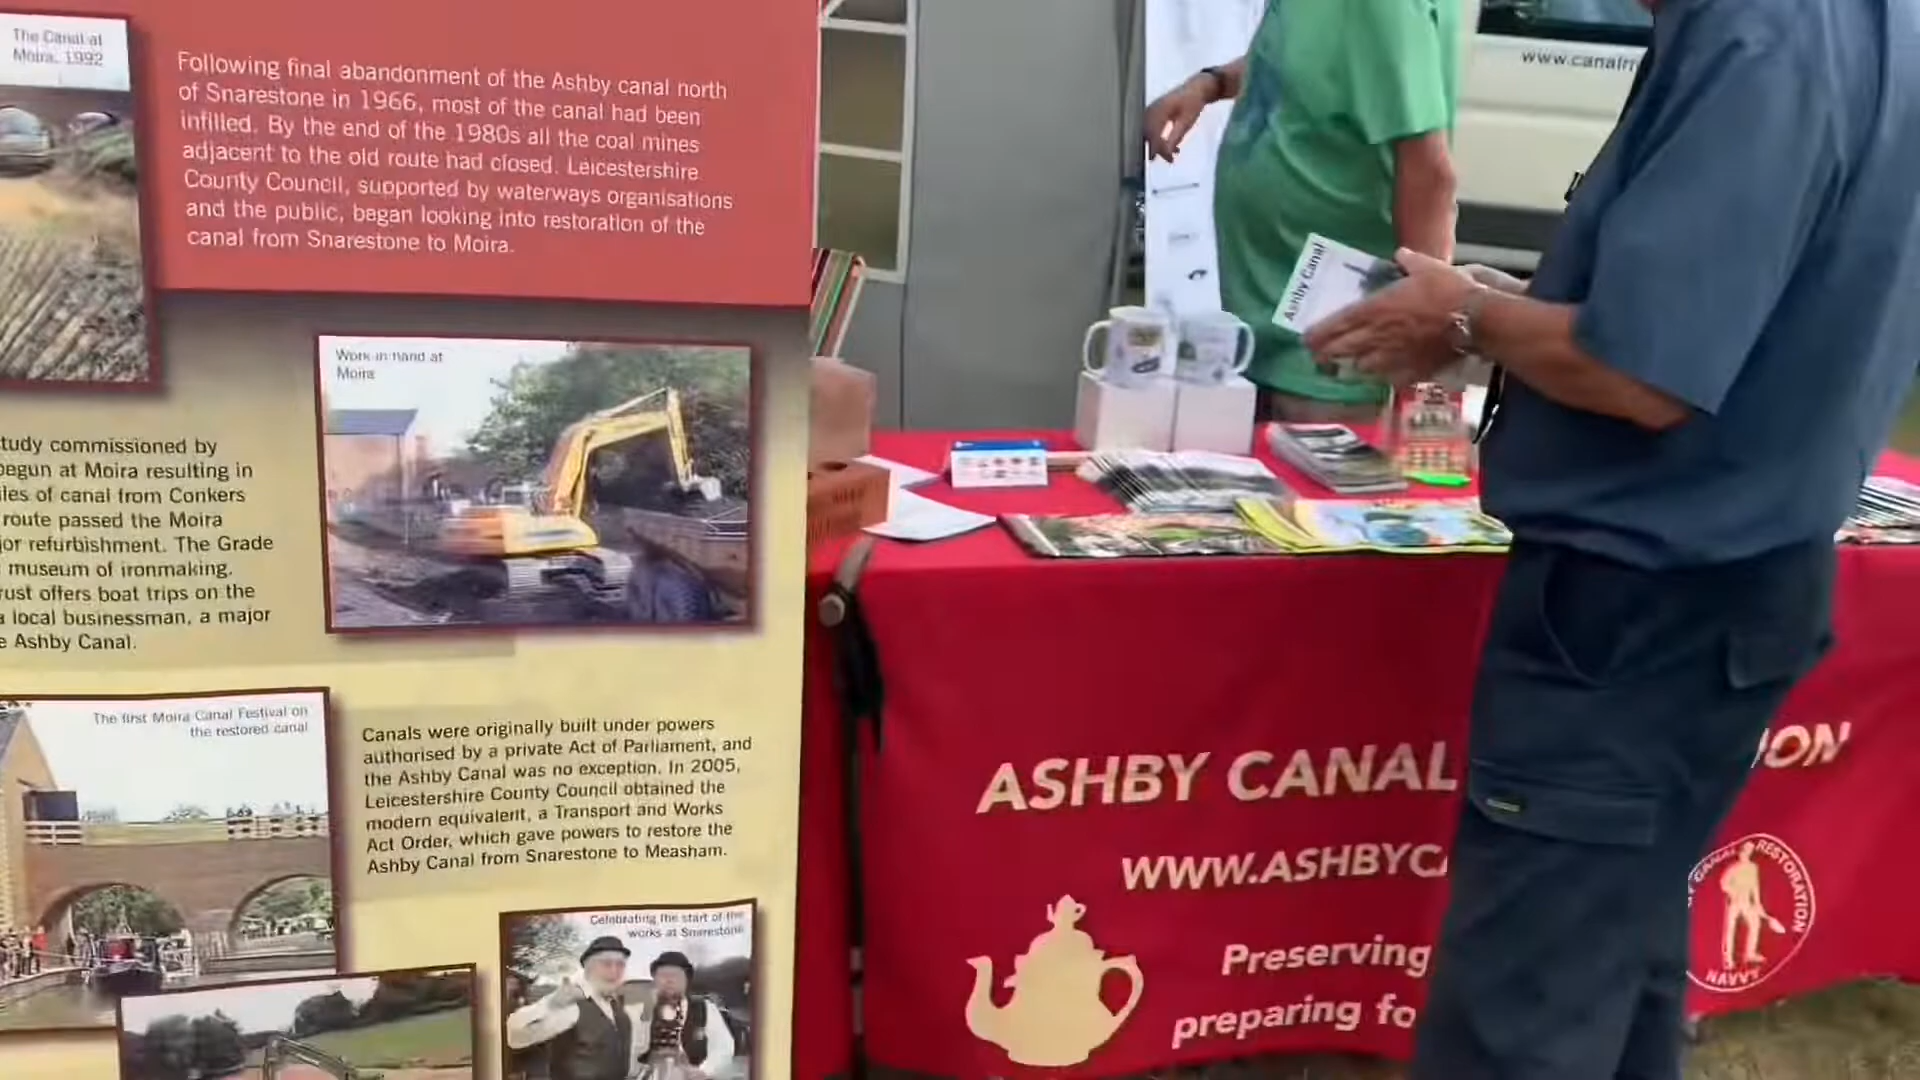 The Canal at
Moira, 1992
Following final abandonment of the Ashby canal north
of Snarestone in 1966, most of the canal had been
infilled. By the end of the 1980s all the coal mines
adjacent to the old route had closed. Leicestershire
County Council, supported by waterways organisations
and the public, began looking into restoration of the
canal from Snarestone to Moira.
Work in hand at
Moira
tudy commissioned by
begun at Moira resulting in
iles of canal from Conkers
route passed the Moira
jor refurbishment. The Grade
museum of ironmaking.
rust offers boat trips on the
a local businessman, a major
e Ashby Canal.
The first Moira Canal Festival on
the restored canal
Canals were originally built under powers
authorised by a private Act of Parliament, and
the Ashby Canal was no exception. In 2005,
Leicestershire County Council obtained the
modern equivalent, a Transport and Works
Act Order, which gave powers to restore the
Ashby Canal from Snarestone to Measham.
Celebrating the start of the
works at Snarestone
www.canalr
Ashby Canal
ASHBY CANAL
ION
WWW.ASHBYC
Preserving
preparing fo
CANAL RESTORATION
NAVVY